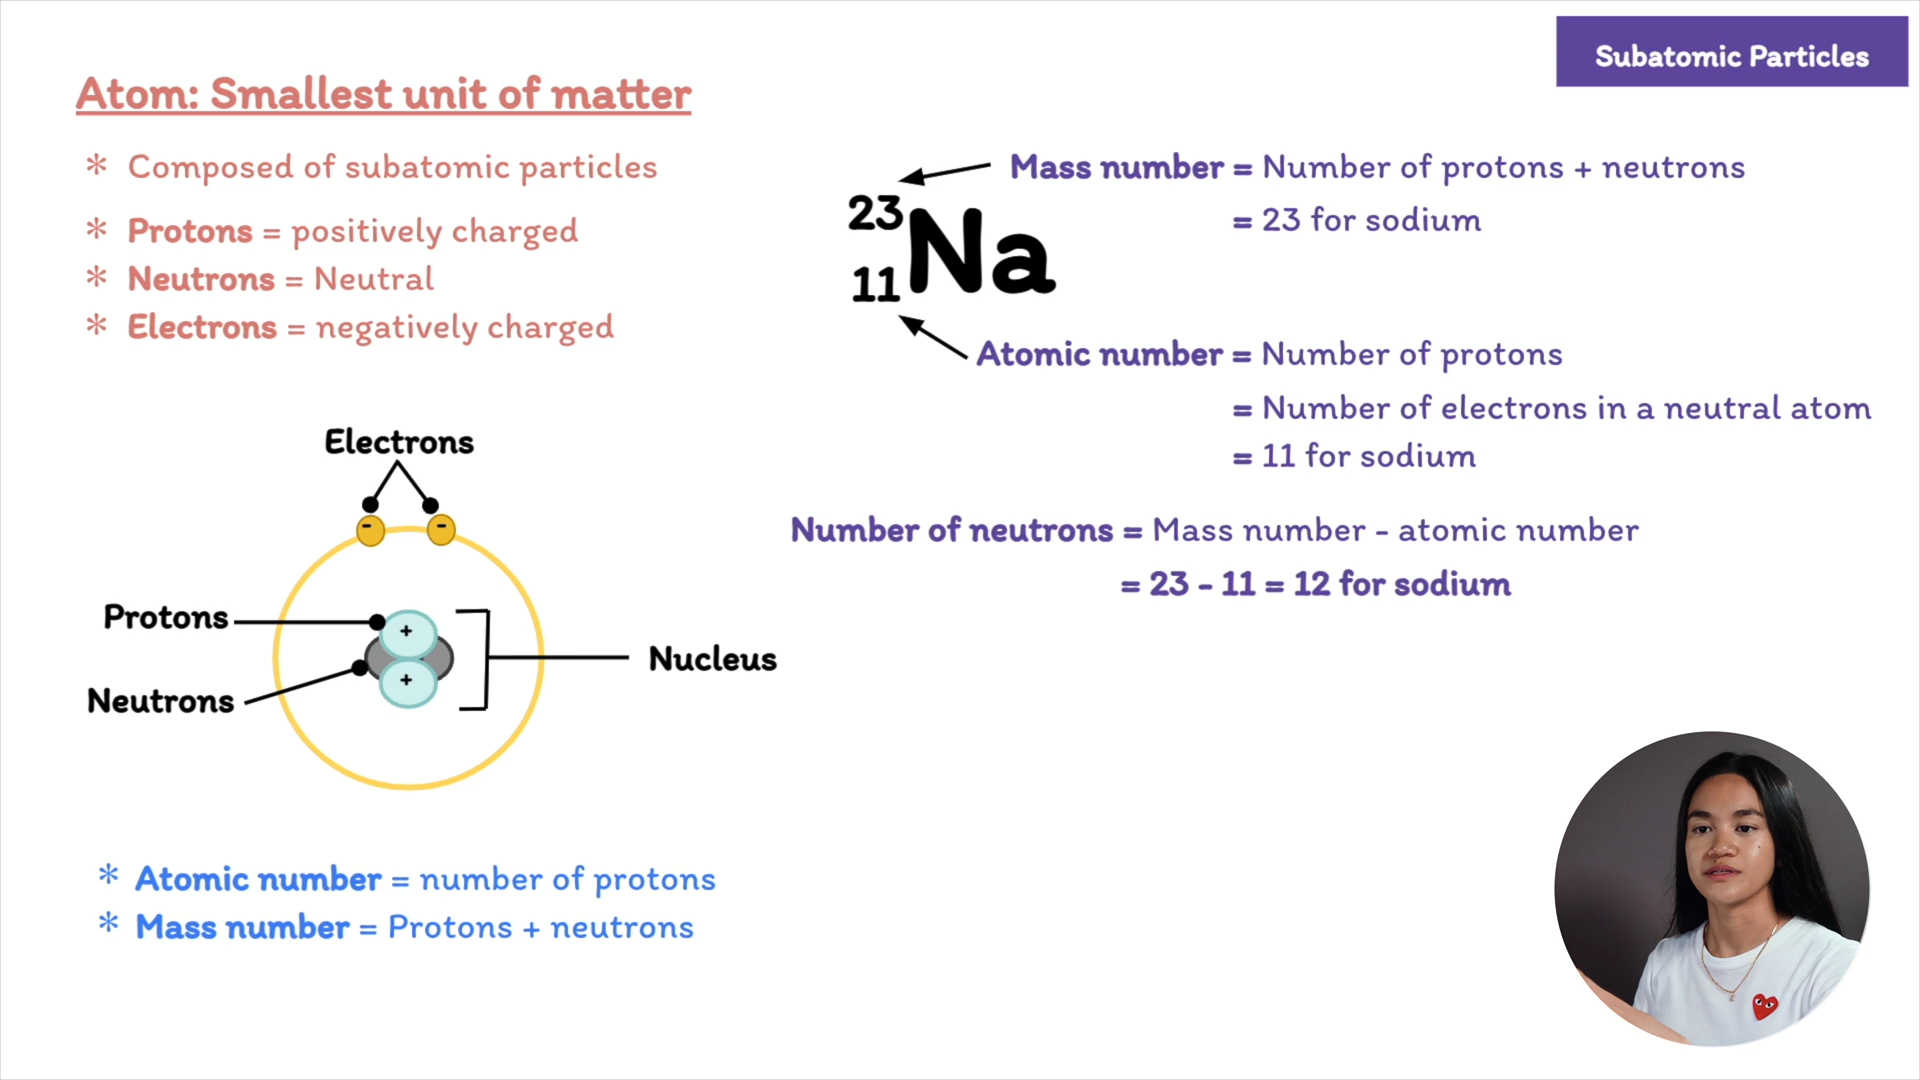 Subatomic Particles
Atom: Smallest unit of matter
* Composed of subatomic particles
* Protons = positively charged
* Neutrons = Neutral
* Electrons = negatively charged
Electrons
- -
Protons
+
+
Neutrons
Nucleus
* Atomic number = number of protons
* Mass number = Protons + neutrons
Mass number = Number of protons + neutrons
= 23 for sodium
23
Na
11
Atomic number = Number of protons
= Number of electrons in a neutral atom
= 11 for sodium
Number of neutrons = Mass number - atomic number
= 23 - 11 = 12 for sodium